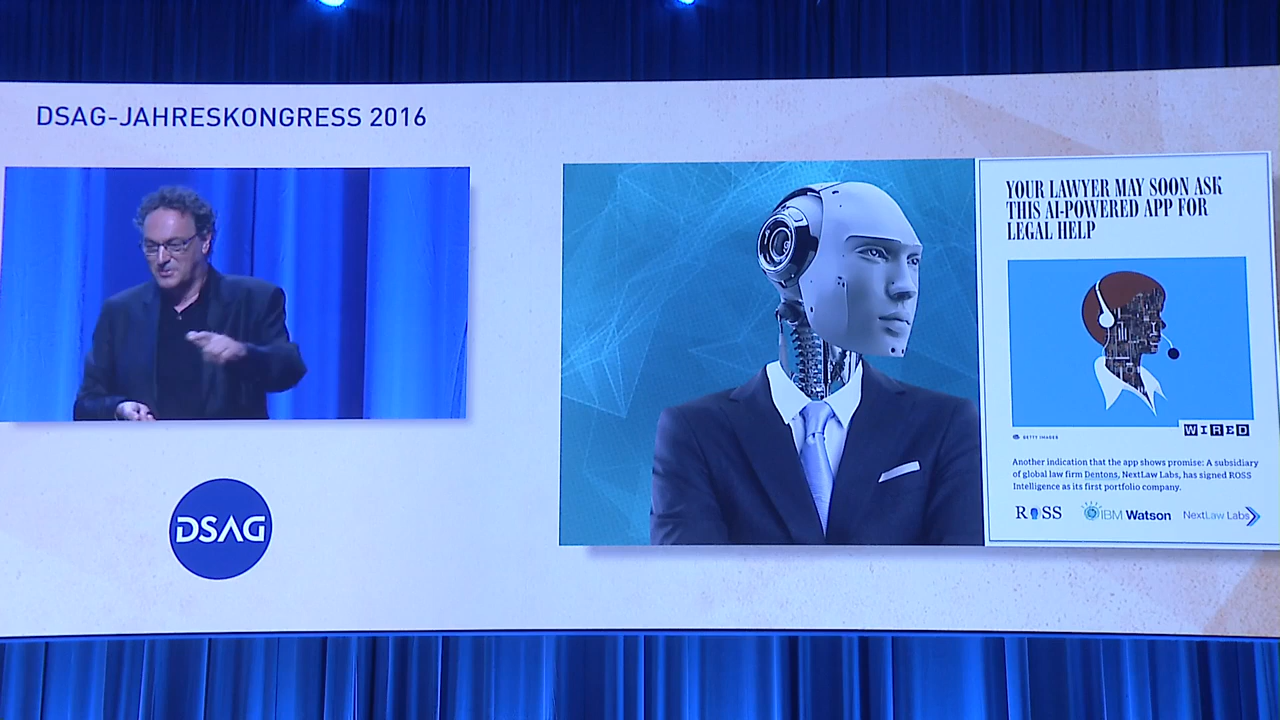 DSAG-JAHRESKONGRESS 2016
DSAG
YOUR LAWYER MAY SOON ASK
THIS AI-POWERED APP FOR
LEGAL HELP
GETTY IMAGES
WIRED
Another indication that the app shows promise: A subsidiary
of global law firm Dentons, NextLaw Labs, has signed ROSS
Intelligence as its first portfolio company.
ROSS IBM Watson NextLaw Labs